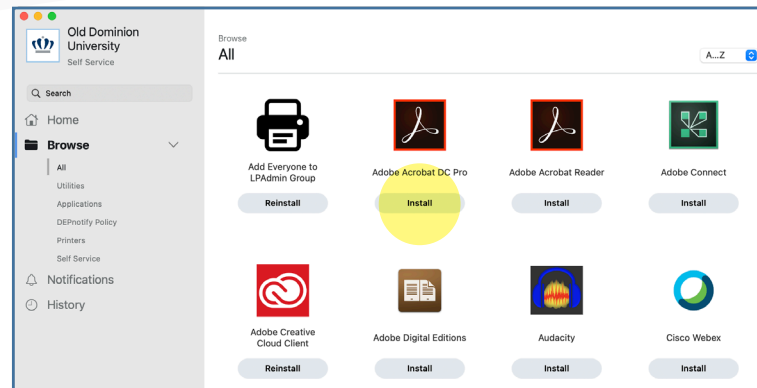 Old Dominion
University
Self Service
Search
Home
Browse
All
Utilities
Applications
DEPnotify Policy
Printers
Self Service
Notifications
History
Browse
All
A...Z
Add Everyone to
LPAdmin Group
Reinstall
Adobe Acrobat DC Pro
Install
Adobe Acrobat Reader
Install
Adobe Connect
Install
Adobe Creative
Cloud Client
Reinstall
Adobe Digital Editions
Install
Audacity
Install
Cisco Webex
Install